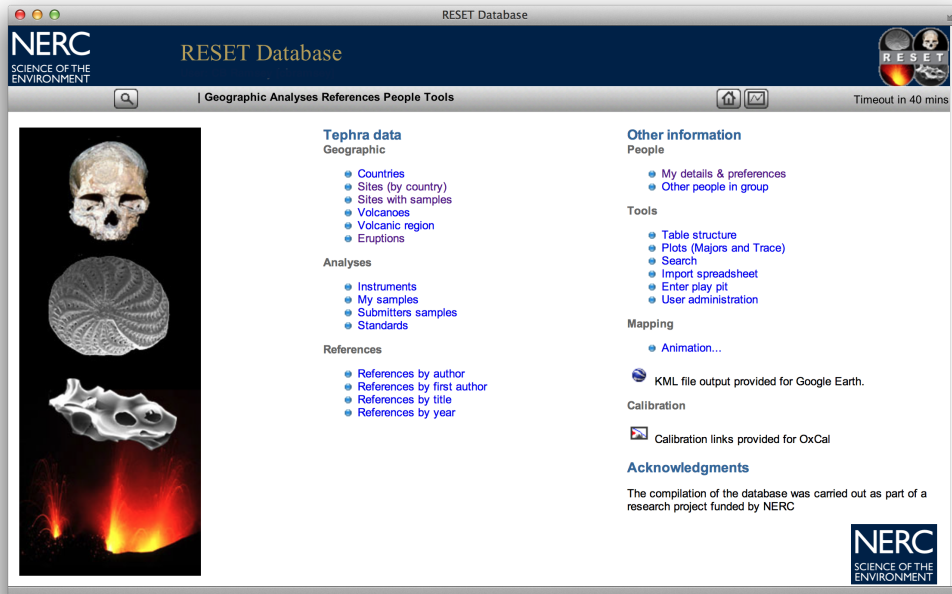 RESET Database
NERC
SCIENCE OF THE
ENVIRONMENT
RESET Database
RESET
| Geographic Analyses References People Tools
Timeout in 40 mins
Tephra data
Geographic
Countries
Sites (by country)
Sites with samples
Volcanoes
Volcanic region
Eruptions
Analyses
Instruments
My samples
Submitters samples
Standards
References
References by author
References by first author
References by title
References by year
Other information
People
My details & preferences
Other people in group
Tools
Table structure
Plots (Majors and Trace)
Search
Import spreadsheet
Enter play pit
User administration
Mapping
Animation...
KML file output provided for Google Earth.
Calibration
Calibration links provided for OxCal
Acknowledgments
The compilation of the database was carried out as part of a
research project funded by NERC
NERC
SCIENCE OF THE
ENVIRONMENT